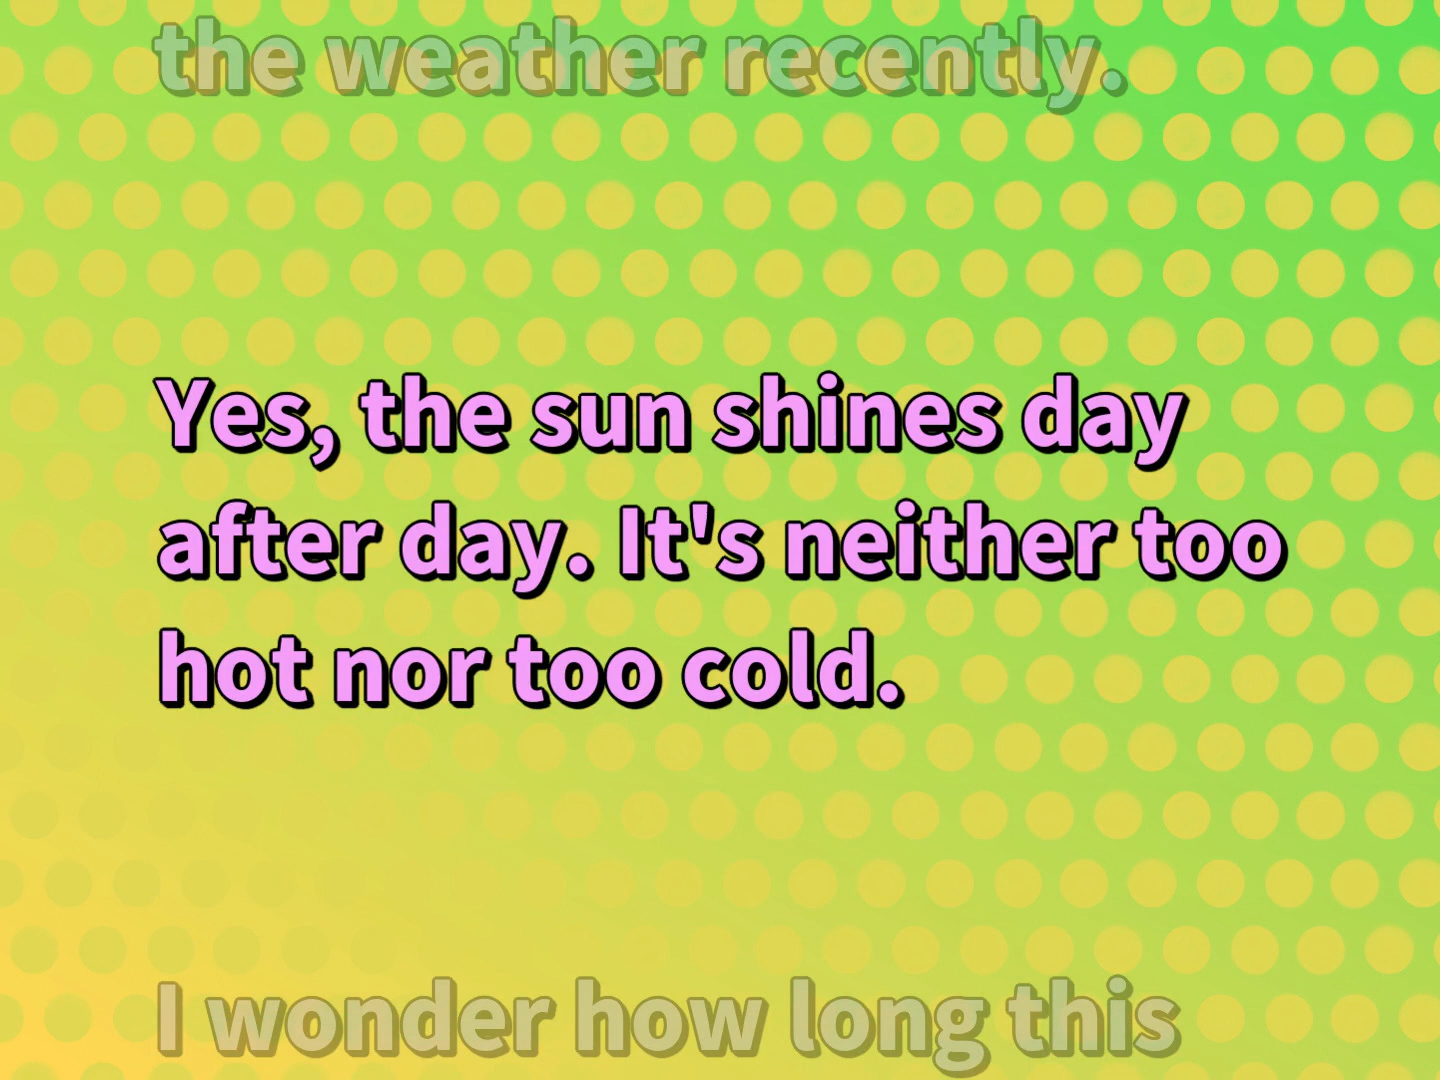 the weather recently.
Yes, the sun shines day
after day. It's neither too
hot nor too cold.
I wonder how long this